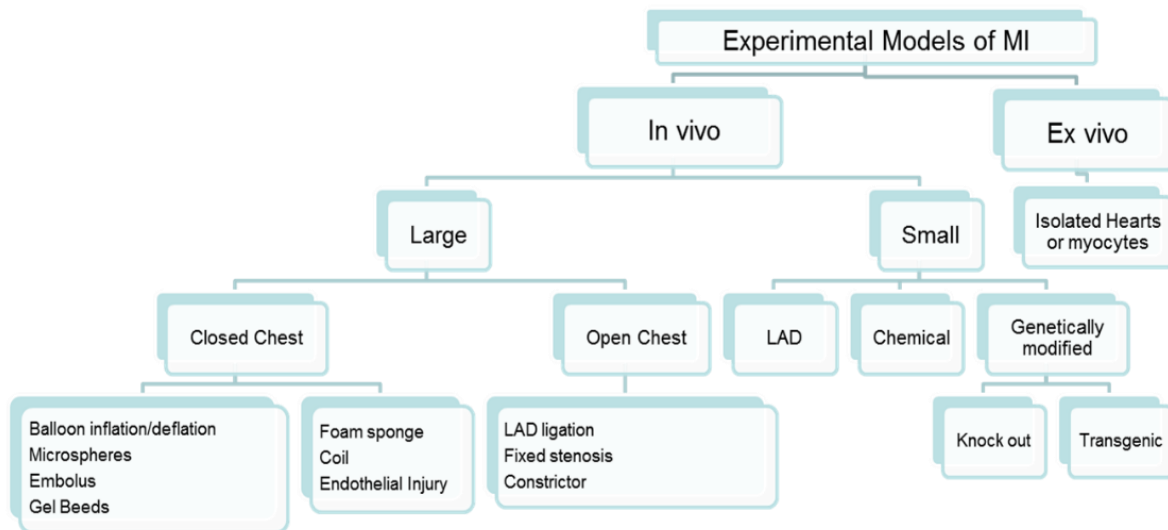 Experimental Models of MI
In vivo
Ex vivo
Large
Small
Isolated Hearts
or myocytes
Closed Chest
Open Chest
LAD
Chemical
Genetically
modified
Balloon inflation/deflation
Microspheres
Embolus
Gel Beeds
Foam sponge
Coil
Endothelial Injury
LAD ligation
Fixed stenosis
Constrictor
Knock out
Transgenic